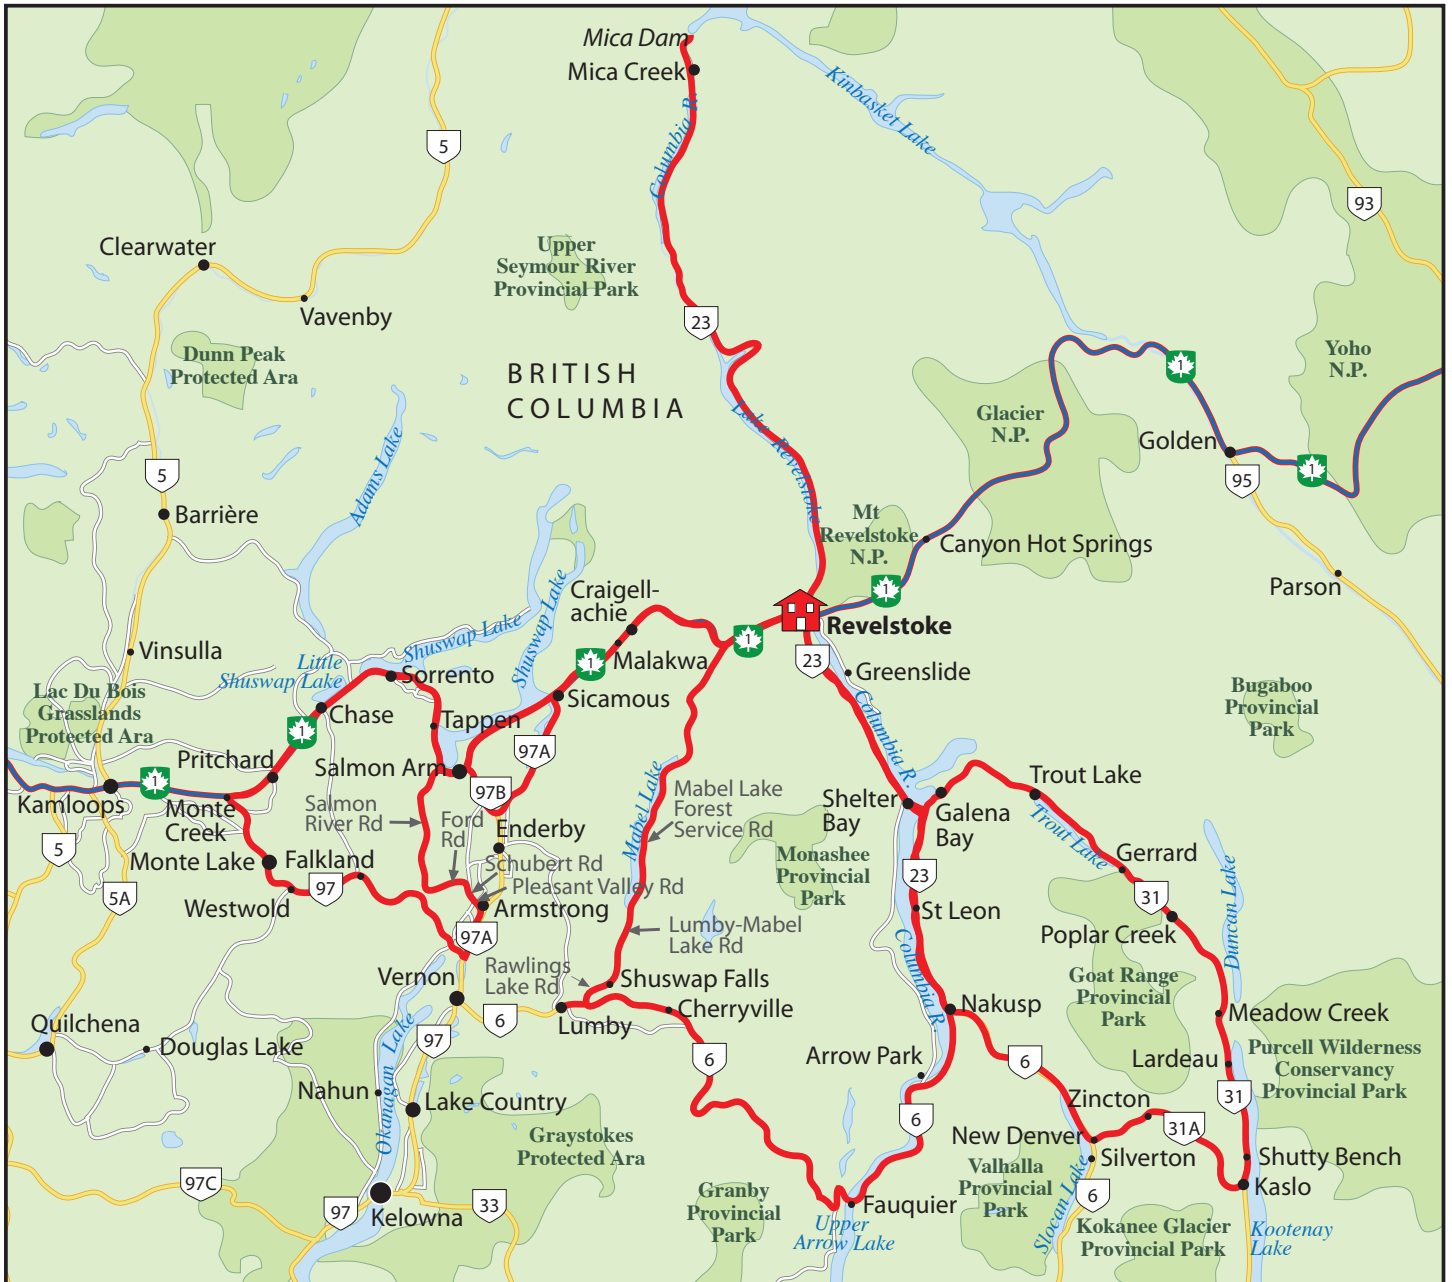 Mica Dam
Mica Creek
Columbia R.
Kinbasket Lake
5
93
Clearwater
Vavenby
Upper
Seymour River
Provincial Park
23
Dunn Peak
Protected Ara
BRITISH
COLUMBIA
Yoho
N.P.
1
Glacier
N.P.
Golden
1
95
Lake Revelstoke
Adams Lake
5
Barrière
Mt
Revelstoke
N.P.
Canyon Hot Springs
Parson
Shuswap Lake
Craigell-
achie
1
Revelstoke
1
Malakwa
1
23
Greenslide
Vinsulla
Little
Shuswap Lake
Shuswap Lake
Sorrento
Sicamous
Lac Du Bois
Grasslands
Protected Ara
Chase
1
Tappen
97A
Columbia R.
Bugaboo
Provincial
Park
Pritchard
Salmon Arm
97B
Kamloops
1
Monte
Creek
Salmon
River Rd
Ford
Rd
Enderby
Mabel Lake
Mabel Lake
Forest
Service Rd
Shelter
Bay
Galena
Bay
Trout Lake
Trout Lake
5
Monte Lake
Falkland
Schubert Rd
Pleasant Valley Rd
Monashee
Provincial
Park
Gerrard
Duncan Lake
5A
Westwold
97
Armstrong
97A
Lumby-Mabel
Lake Rd
23
St Leon
31
Poplar Creek
Columbia R
Goat Range
Provincial
Park
Vernon
Rawlings
Lake Rd
Shuswap Falls
Cherryville
Nakusp
Meadow Creek
Quilchena
Douglas Lake
Okanagan Lake
6
Lumby
97
6
Arrow Park
6
Lardeau
Purcell Wilderness
Conservancy
Provincial Park
Nahun
Lake Country
Zincton
31
Graystokes
Protected Ara
6
New Denver
31A
Silverton
Shutty Bench
Kaslo
97C
97
Kelowna
33
Granby
Provincial
Park
Fauquier
Upper
Arrow Lake
Valhalla
Provincial
Park
Slocan Lake
6
Kokanee Glacier
Provincial Park
Kootenay
Lake